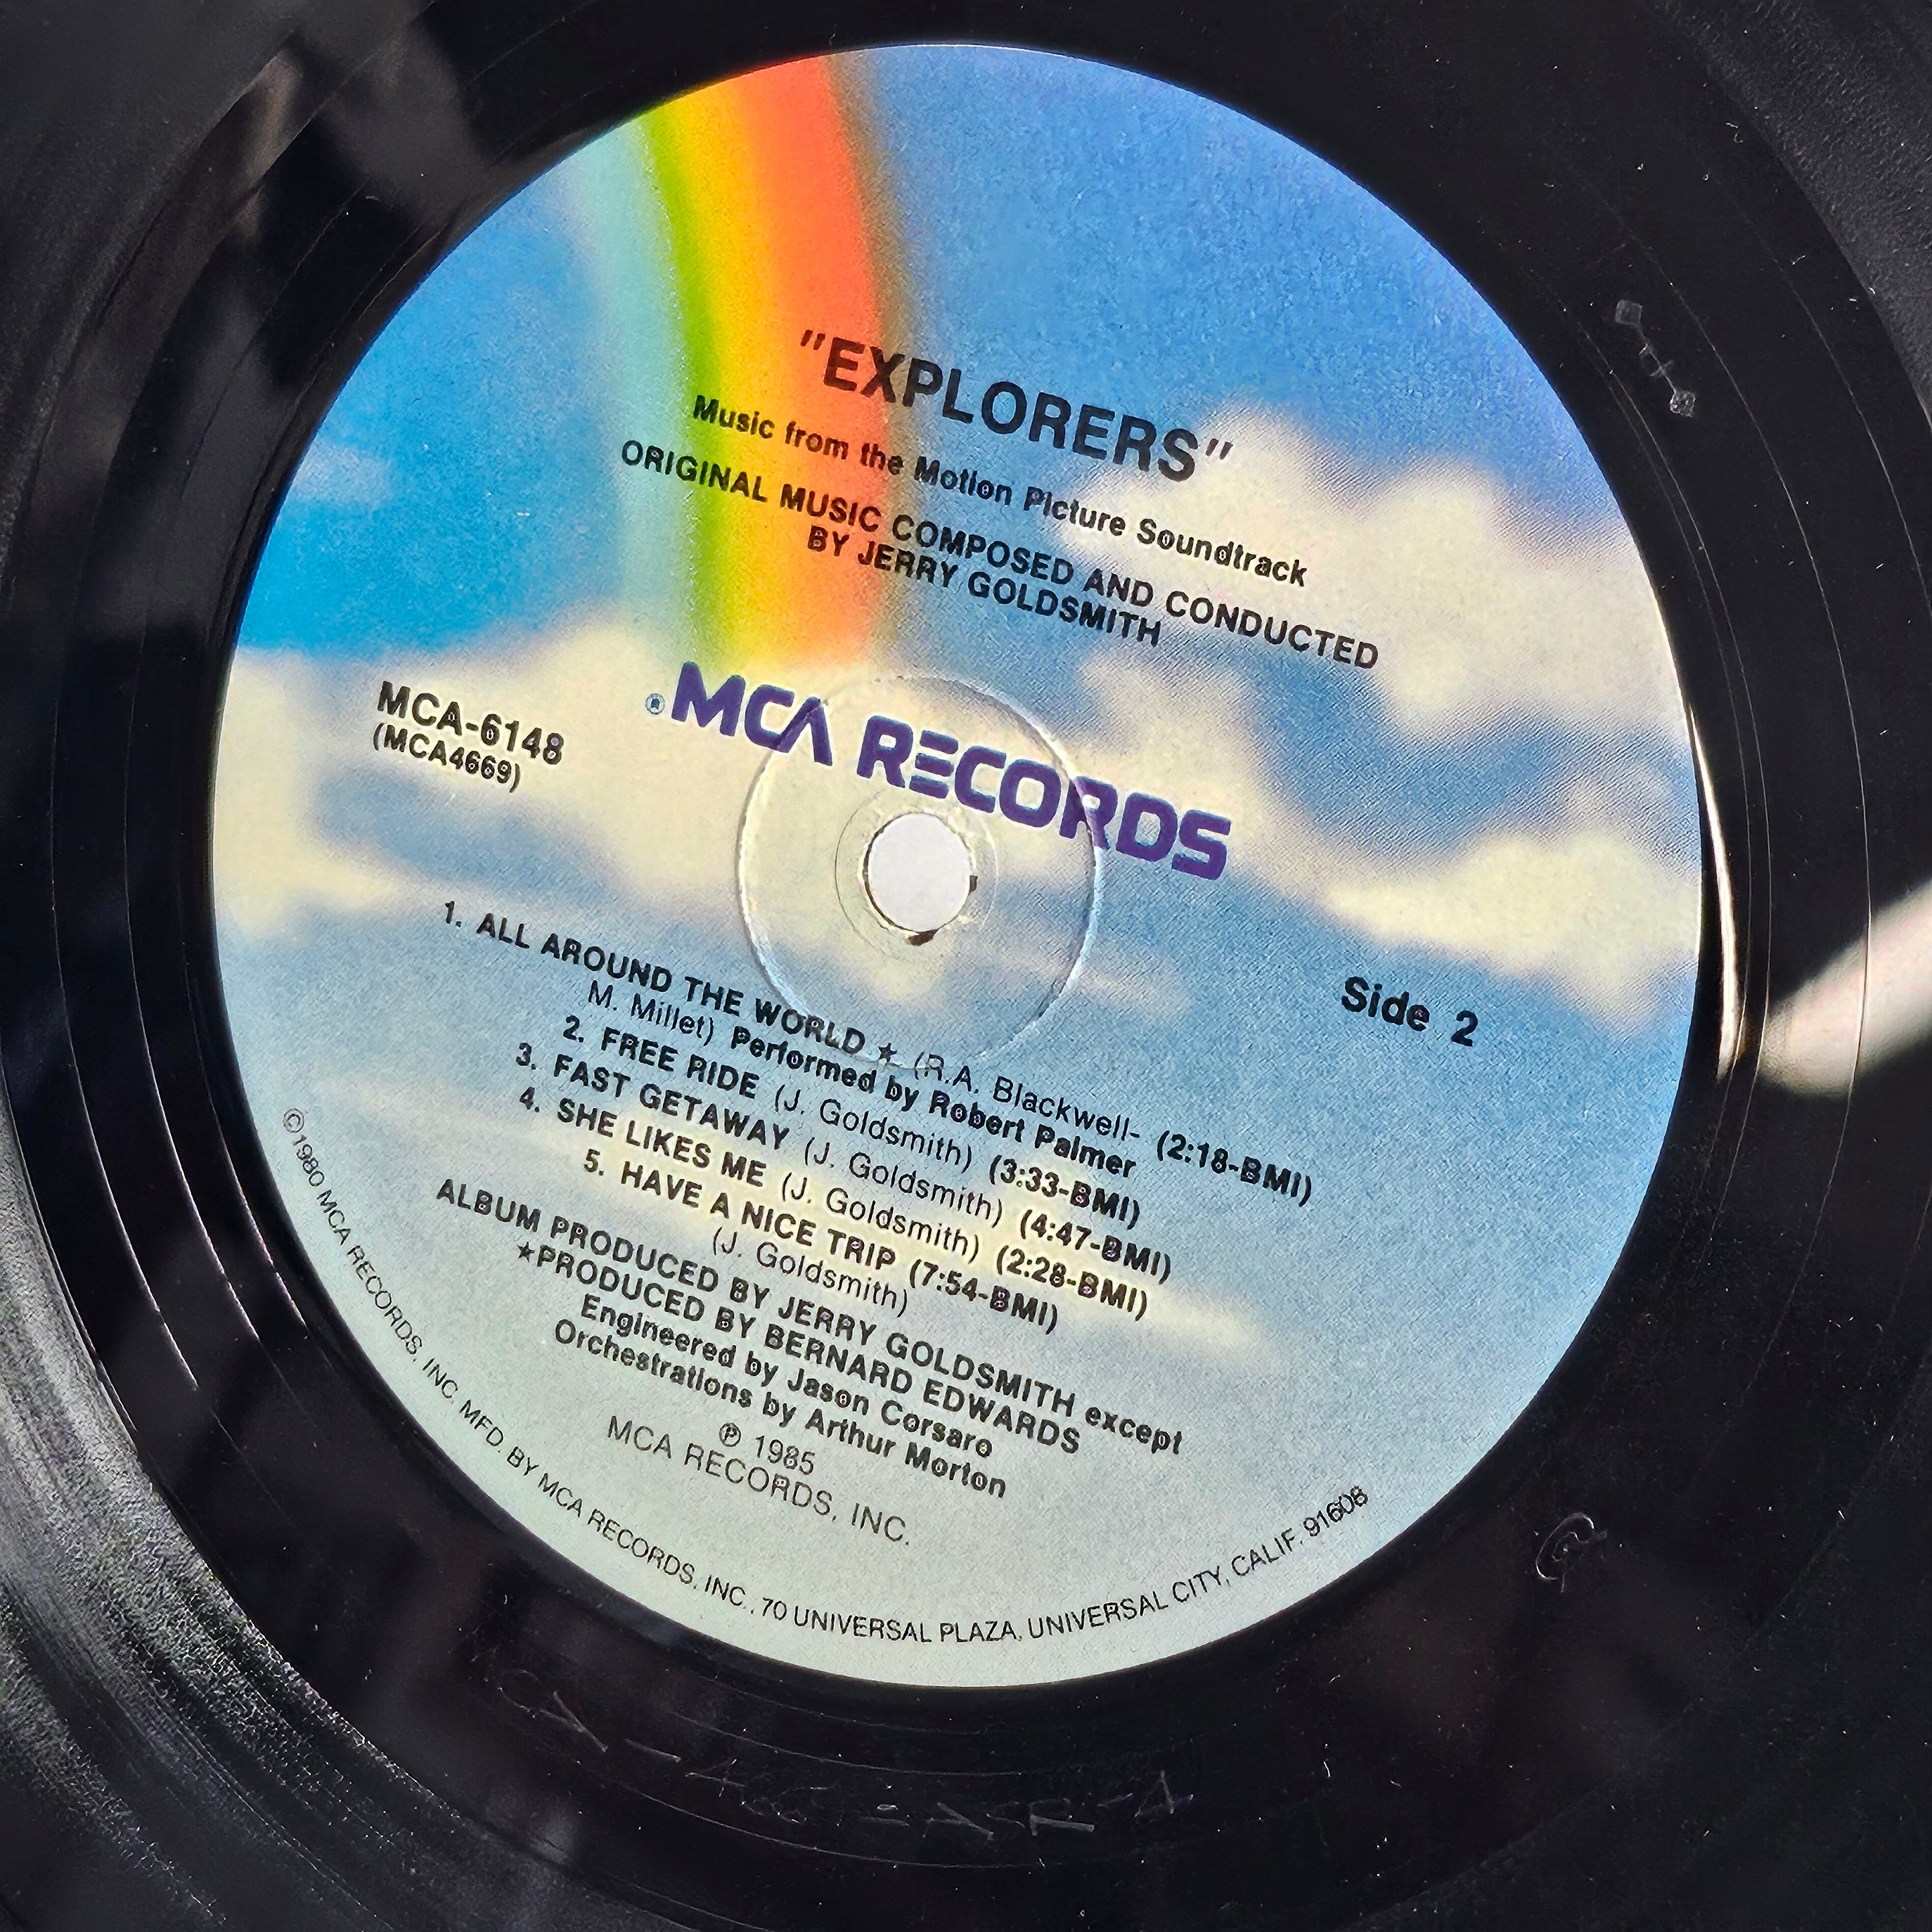 "EXPLORERS"
Music from the Motion Picture Soundtrack
ORIGINAL MUSIC COMPOSED AND CONDUCTED
BY JERRY GOLDSMITH
® MCA RECORDS
MCA-6148
(MCA4669)
Side 2
1. ALL AROUND THE WORLD ★ (R.A. Blackwell- (2:18-BMI)
M. Millet) Performed by Robert Palmer
2. FREE RIDE (J. Goldsmith) (3:33-BMI)
3. FAST GETAWAY (J. Goldsmith) (4:47-BMI)
4. SHE LIKES ME (J. Goldsmith) (2:28-BMI)
5. HAVE A NICE TRIP (7:54-BMI)
(J. Goldsmith)
ALBUM PRODUCED BY JERRY GOLDSMITH except
★PRODUCED BY BERNARD EDWARDS
Engineered by Jason Corsaro
Orchestrations by Arthur Morton
℗ 1985
MCA RECORDS, INC.
©1980 MCA RECORDS, INC. MFD. BY MCA RECORDS, INC., 70 UNIVERSAL PLAZA, UNIVERSAL CITY, CALIF. 91608